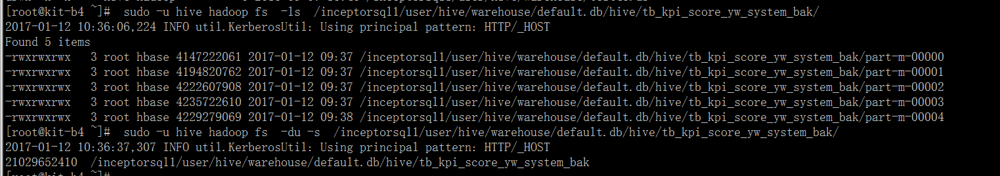 [root@kit-b4 ~]#  sudo -u hive hadoop fs  -ls  /inceptorsql1/user/hive/warehouse/default.db/hive/tb_kpi_score_yw_system_bak/
2017-01-12 10:36:06,224 INFO util.KerberosUtil: Using principal pattern: HTTP/_HOST
Found 5 items
-rwxrwxrwx   3 root hbase 4147222061 2017-01-12 09:37 /inceptorsql1/user/hive/warehouse/default.db/hive/tb_kpi_score_yw_system_bak/part-m-00000
-rwxrwxrwx   3 root hbase 4194820762 2017-01-12 09:37 /inceptorsql1/user/hive/warehouse/default.db/hive/tb_kpi_score_yw_system_bak/part-m-00001
-rwxrwxrwx   3 root hbase 4222607908 2017-01-12 09:37 /inceptorsql1/user/hive/warehouse/default.db/hive/tb_kpi_score_yw_system_bak/part-m-00002
-rwxrwxrwx   3 root hbase 4235722610 2017-01-12 09:37 /inceptorsql1/user/hive/warehouse/default.db/hive/tb_kpi_score_yw_system_bak/part-m-00003
-rwxrwxrwx   3 root hbase 4229279069 2017-01-12 09:38 /inceptorsql1/user/hive/warehouse/default.db/hive/tb_kpi_score_yw_system_bak/part-m-00004
[root@kit-b4 ~]#  sudo -u hive hadoop fs  -du -s  /inceptorsql1/user/hive/warehouse/default.db/hive/tb_kpi_score_yw_system_bak/
2017-01-12 10:36:37,307 INFO util.KerberosUtil: Using principal pattern: HTTP/_HOST
21029652410  /inceptorsql1/user/hive/warehouse/default.db/hive/tb_kpi_score_yw_system_bak
[root@kit-b4 ~]#